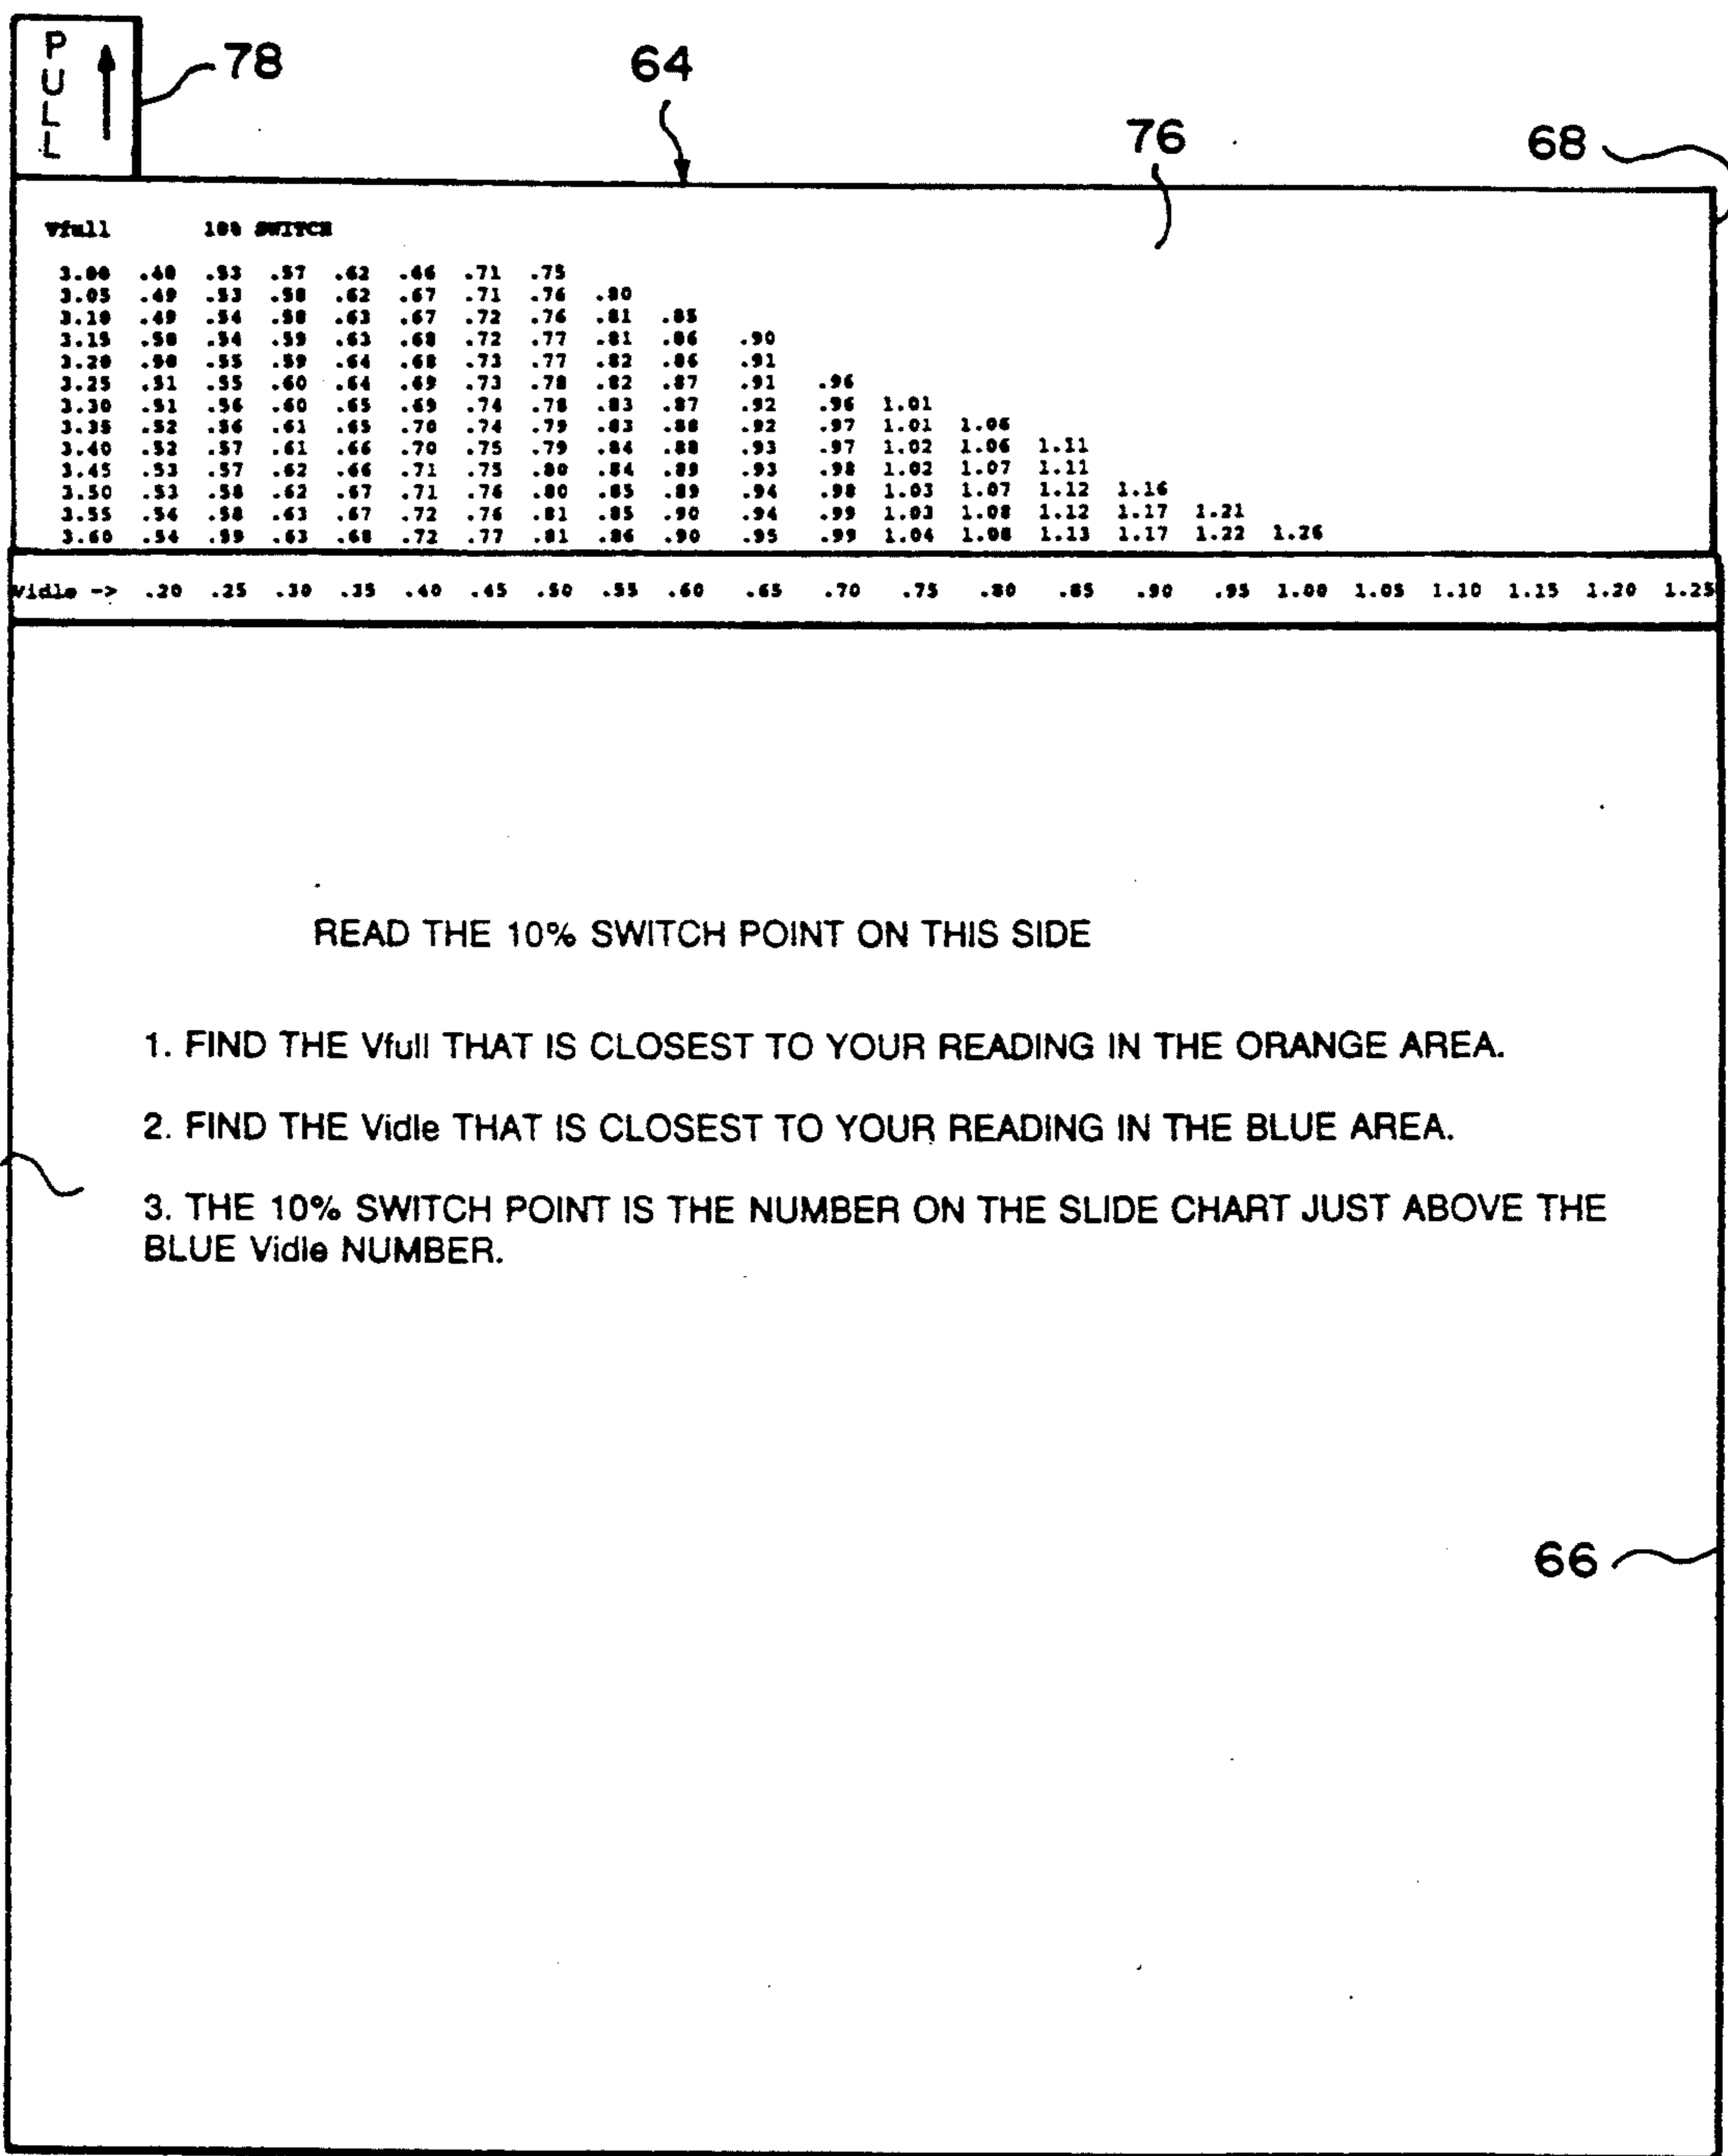 PULL
78
64
76
68
Vfull 10% SWITCH
3.00 .48 .53 .57 .62 .66 .71 .75
3.05 .49 .53 .58 .62 .67 .71 .76 .80
3.10 .49 .54 .58 .63 .67 .72 .76 .81 .85
3.15 .50 .54 .59 .63 .68 .72 .77 .81 .86 .90
3.20 .50 .55 .59 .64 .68 .73 .77 .82 .86 .91
3.25 .51 .55 .60 .64 .69 .73 .78 .82 .87 .91 .96
3.30 .51 .56 .60 .65 .69 .74 .78 .83 .87 .92 .96 1.01
3.35 .52 .56 .61 .65 .70 .74 .79 .83 .88 .92 .97 1.01 1.06
3.40 .52 .57 .61 .66 .70 .75 .79 .84 .88 .93 .97 1.02 1.06 1.11
3.45 .53 .57 .62 .66 .71 .75 .80 .84 .89 .93 .98 1.02 1.07 1.11
3.50 .53 .58 .62 .67 .71 .76 .80 .85 .89 .94 .98 1.03 1.07 1.12 1.16
3.55 .54 .58 .63 .67 .72 .76 .81 .85 .90 .94 .99 1.03 1.08 1.12 1.17 1.21
3.60 .54 .59 .63 .68 .72 .77 .81 .86 .90 .95 .99 1.04 1.08 1.13 1.17 1.22 1.26
Vidle -> .20 .25 .30 .35 .40 .45 .50 .55 .60 .65 .70 .75 .80 .85 .90 .95 1.00 1.05 1.10 1.15 1.20 1.25
READ THE 10% SWITCH POINT ON THIS SIDE
1. FIND THE Vfull THAT IS CLOSEST TO YOUR READING IN THE ORANGE AREA.
2. FIND THE Vidle THAT IS CLOSEST TO YOUR READING IN THE BLUE AREA.
3. THE 10% SWITCH POINT IS THE NUMBER ON THE SLIDE CHART JUST ABOVE THE
BLUE Vidle NUMBER.
66